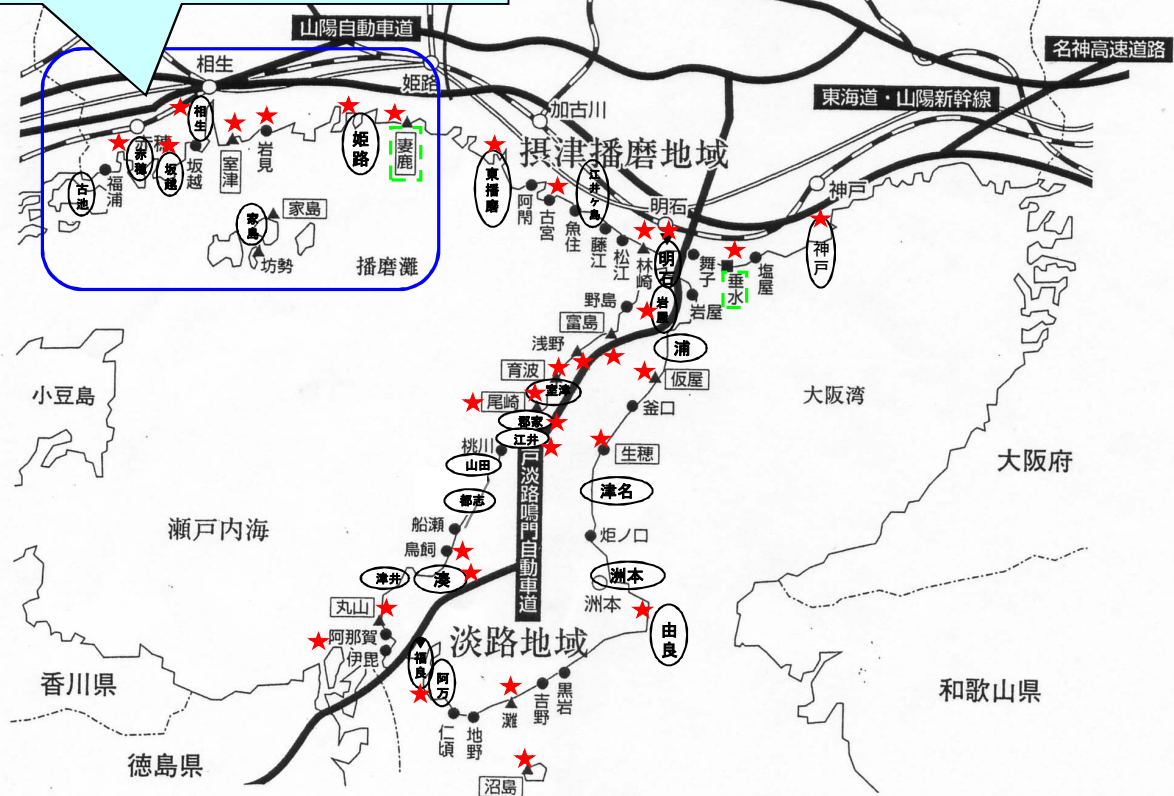 山陽自動車道
名神高速道路
相生
姫路
東海道・山陽新幹線
加古川
摂津播磨地域
相生
赤穂
穂
坂越
坂越
室津
岩見
姫路
妻鹿
古池
福浦
家島
家島
坊勢
播磨灘
東播磨
阿閇
古宮
魚住
江井ヶ島
藤江
松江
林崎
明石
明石
舞子
垂水
塩屋
神戸
神戸
岩屋
岩屋
野島
富島
浅野
育波
室津
尾崎
郡家
江井
浦
仮屋
釜口
生穂
津名
炬ノ口
洲本
洲本
由良
桃川
山田
都志
船瀬
鳥飼
湊
津井
丸山
阿那賀
伊毘
福良
阿万
仁頃
地野
灘
吉野
黒岩
沼島
戸淡路鳴門自動車道
淡路地域
小豆島
瀬戸内海
大阪湾
大阪府
和歌山県
香川県
徳島県